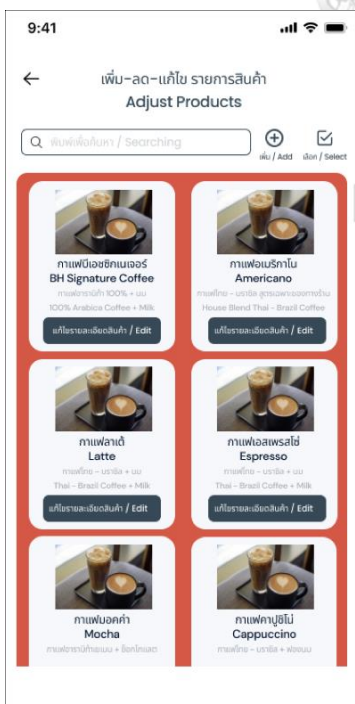 9:41
เพิ่ม-ลด-แก้ไข รายการสินค้า
Adjust Products
พิมพ์เพื่อค้นหา / Searching
เพิ่ม / Add
เลือก / Select
กาแฟบีเอชซิกเนเจอร์
BH Signature Coffee
กาแฟอาราบิก้า 100% + นม
100% Arabica Coffee + Milk
แก้ไขรายละเอียดสินค้า / Edit
กาแฟอเมริกาโน
Americano
กาแฟไทย - บราซิล สูตรเฉพาะของทางร้าน
House Blend Thai - Brazil Coffee
แก้ไขรายละเอียดสินค้า / Edit
กาแฟลาเต้
Latte
กาแฟไทย - บราซิล + นม
Thai - Brazil Coffee + Milk
แก้ไขรายละเอียดสินค้า / Edit
กาแฟเอสเพรสโซ่
Espresso
กาแฟไทย - บราซิล + นม
Thai - Brazil Coffee + Milk
แก้ไขรายละเอียดสินค้า / Edit
กาแฟมอคค่า
Mocha
+ ช็อกโกแลต
กาแฟคาปูชิโน่
Cappuccino
กาแฟไทย - บราซิล + ฟองนม